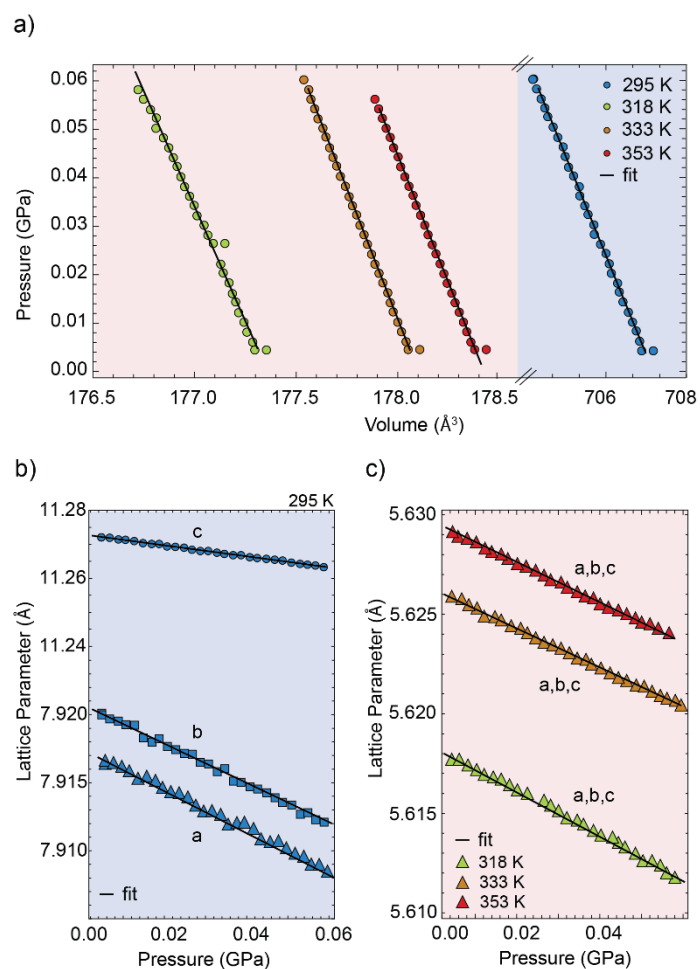 a)
Pressure (GPa)
0.06
0.05
0.04
0.03
0.02
0.01
0.00
295 K
318 K
333 K
353 K
fit
176.5 177.0 177.5 178.0 178.5 706 708
Volume (Å³)
b)
295 K
Lattice Parameter (Å)
11.28
11.26
11.24
7.920
7.915
7.910
c
b
a
fit
0.00 0.02 0.04 0.06
Pressure (GPa)
c)
Lattice Parameter (Å)
5.630
5.625
5.620
5.615
5.610
a,b,c
a,b,c
a,b,c
fit
318 K
333 K
353 K
0.00 0.02 0.04
Pressure (GPa)